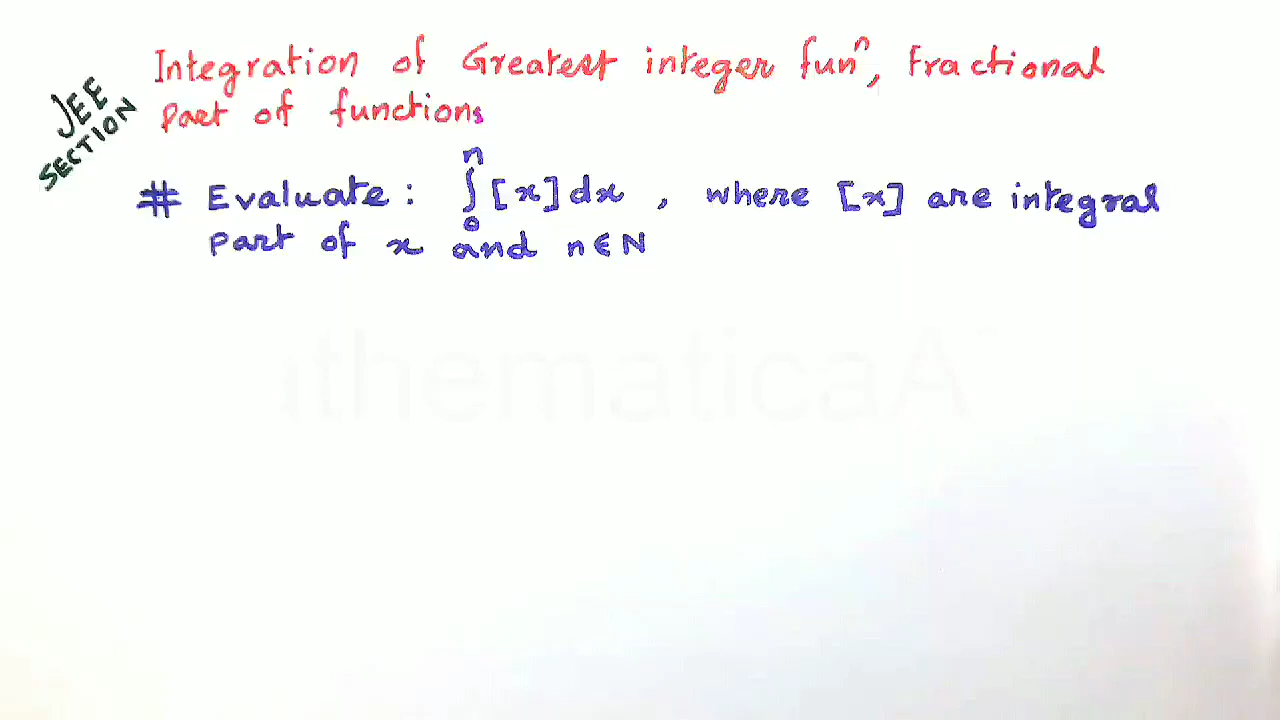 Integration of Greatest integer funⁿ, Fractional
part of functions
JEE
SECTION
# Evaluate: ∫₀ⁿ [x]dx , where [x] are integral
part of x and n∈N
thematicaA